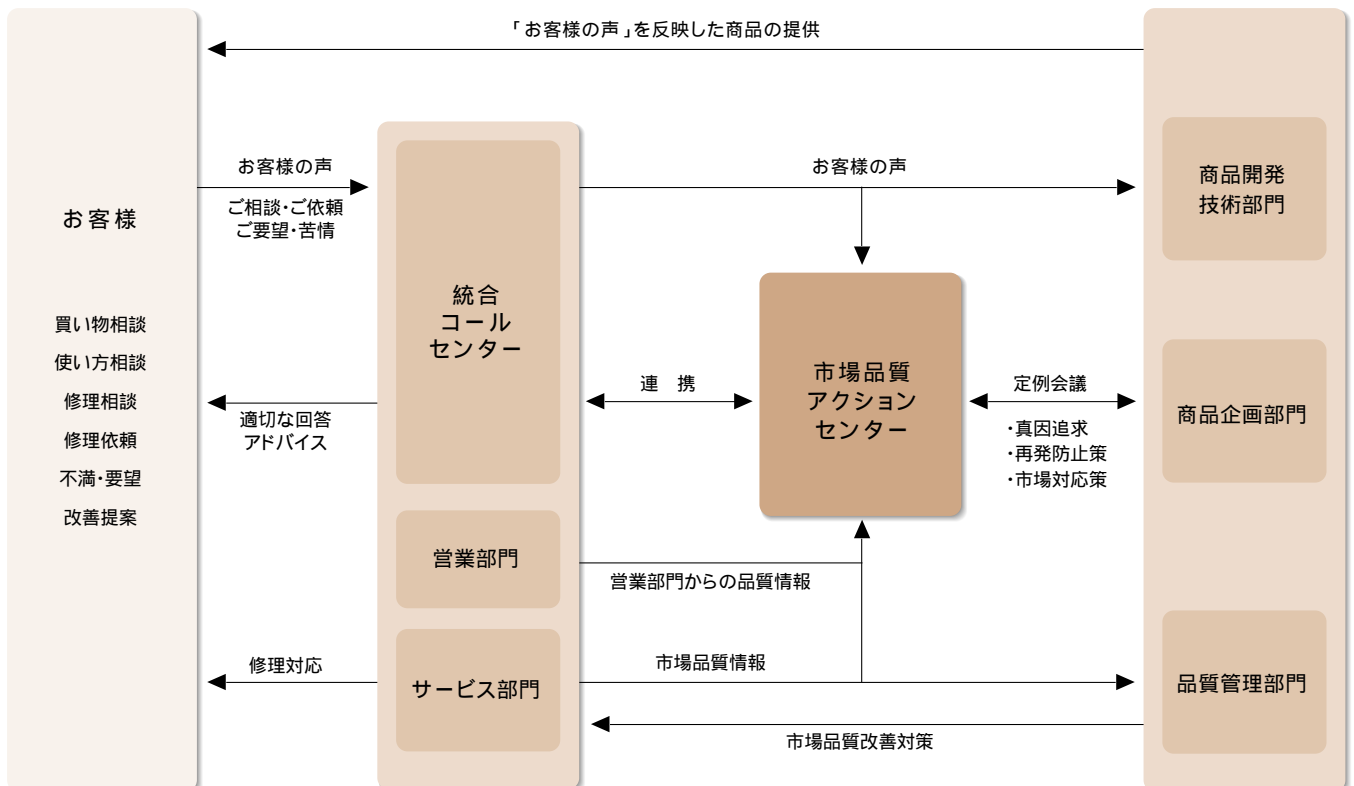 「お客様の声」を反映した商品の提供
お客様
買い物相談
使い方相談
修理相談
修理依頼
不満・要望
改善提案
お客様の声
ご相談・ご依頼
ご要望・苦情
適切な回答
アドバイス
修理対応
統合
コール
センター
営業部門
サービス部門
お客様の声
連 携
営業部門からの品質情報
市場品質情報
市場品質改善対策
市場品質
アクション
センター
定例会議
・真因追求
・再発防止策
・市場対応策
商品開発
技術部門
商品企画部門
品質管理部門